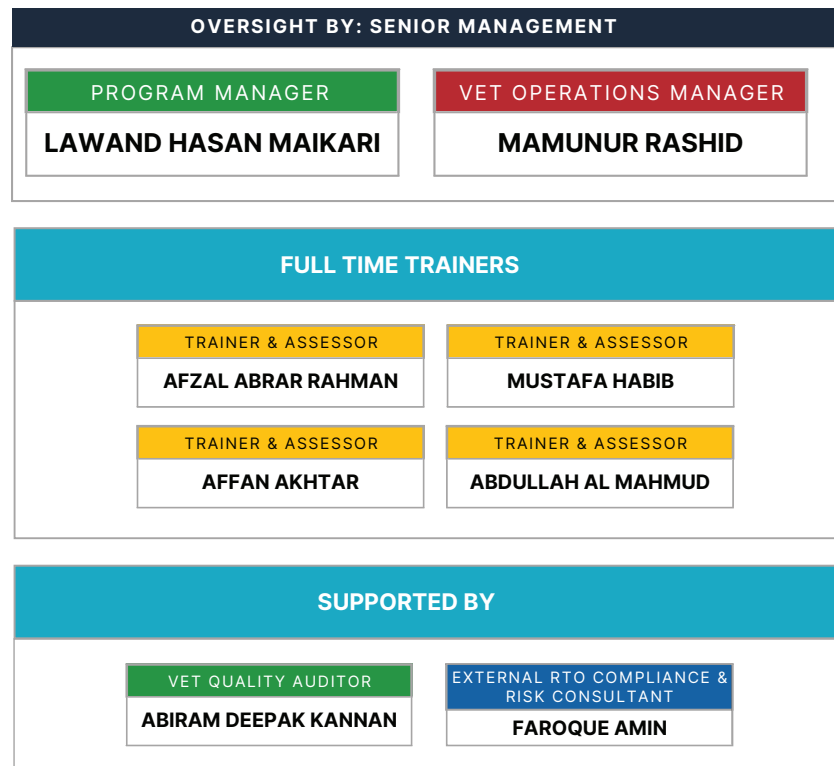 OVERSIGHT BY: SENIOR MANAGEMENT
PROGRAM MANAGER
LAWAND HASAN MAIKARI
VET OPERATIONS MANAGER
MAMUNUR RASHID
FULL TIME TRAINERS
TRAINER & ASSESSOR
AFZAL ABRAR RAHMAN
TRAINER & ASSESSOR
MUSTAFA HABIB
TRAINER & ASSESSOR
AFFAN AKHTAR
TRAINER & ASSESSOR
ABDULLAH AL MAHMUD
SUPPORTED BY
VET QUALITY AUDITOR
ABIRAM DEEPAK KANNAN
EXTERNAL RTO COMPLIANCE &
RISK CONSULTANT
FAROQUE AMIN